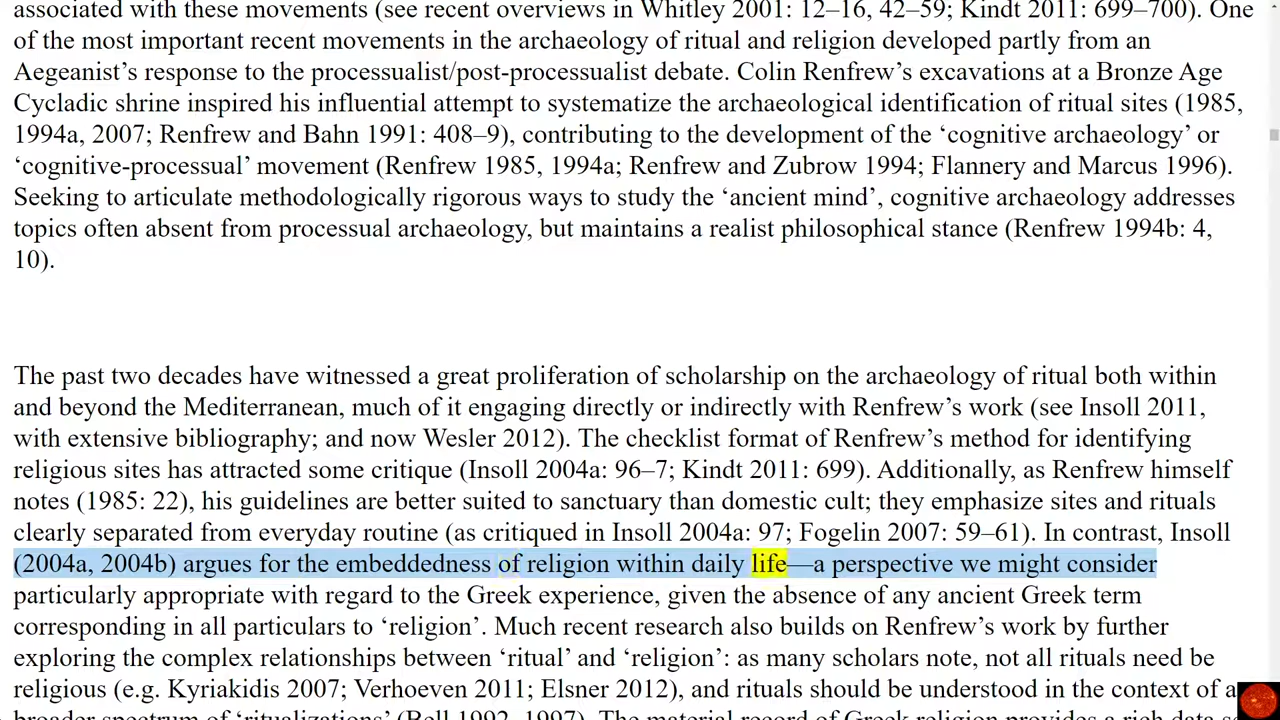 associated with these movements (see recent overviews in Whitley 2001: 12–16, 42–59; Kindt 2011: 699–700). One
of the most important recent movements in the archaeology of ritual and religion developed partly from an
Aegeanist’s response to the processualist/post-processualist debate. Colin Renfrew’s excavations at a Bronze Age
Cycladic shrine inspired his influential attempt to systematize the archaeological identification of ritual sites (1985,
1994a, 2007; Renfrew and Bahn 1991: 408–9), contributing to the development of the ‘cognitive archaeology’ or
‘cognitive-processual’ movement (Renfrew 1985, 1994a; Renfrew and Zubrow 1994; Flannery and Marcus 1996).
Seeking to articulate methodologically rigorous ways to study the ‘ancient mind’, cognitive archaeology addresses
topics often absent from processual archaeology, but maintains a realist philosophical stance (Renfrew 1994b: 4,
10).
The past two decades have witnessed a great proliferation of scholarship on the archaeology of ritual both within
and beyond the Mediterranean, much of it engaging directly or indirectly with Renfrew’s work (see Insoll 2011,
with extensive bibliography; and now Wesler 2012). The checklist format of Renfrew’s method for identifying
religious sites has attracted some critique (Insoll 2004a: 96–7; Kindt 2011: 699). Additionally, as Renfrew himself
notes (1985: 22), his guidelines are better suited to sanctuary than domestic cult; they emphasize sites and rituals
clearly separated from everyday routine (as critiqued in Insoll 2004a: 97; Fogelin 2007: 59–61). In contrast, Insoll
(2004a, 2004b) argues for the embeddedness of religion within daily life—a perspective we might consider
particularly appropriate with regard to the Greek experience, given the absence of any ancient Greek term
corresponding in all particulars to ‘religion’. Much recent research also builds on Renfrew’s work by further
exploring the complex relationships between ‘ritual’ and ‘religion’: as many scholars note, not all rituals need be
religious (e.g. Kyriakidis 2007; Verhoeven 2011; Elsner 2012), and rituals should be understood in the context of a
broader spectrum of ‘ritualizations’ (Bell 1992, 1997). The material record of Greek religion provides a rich data